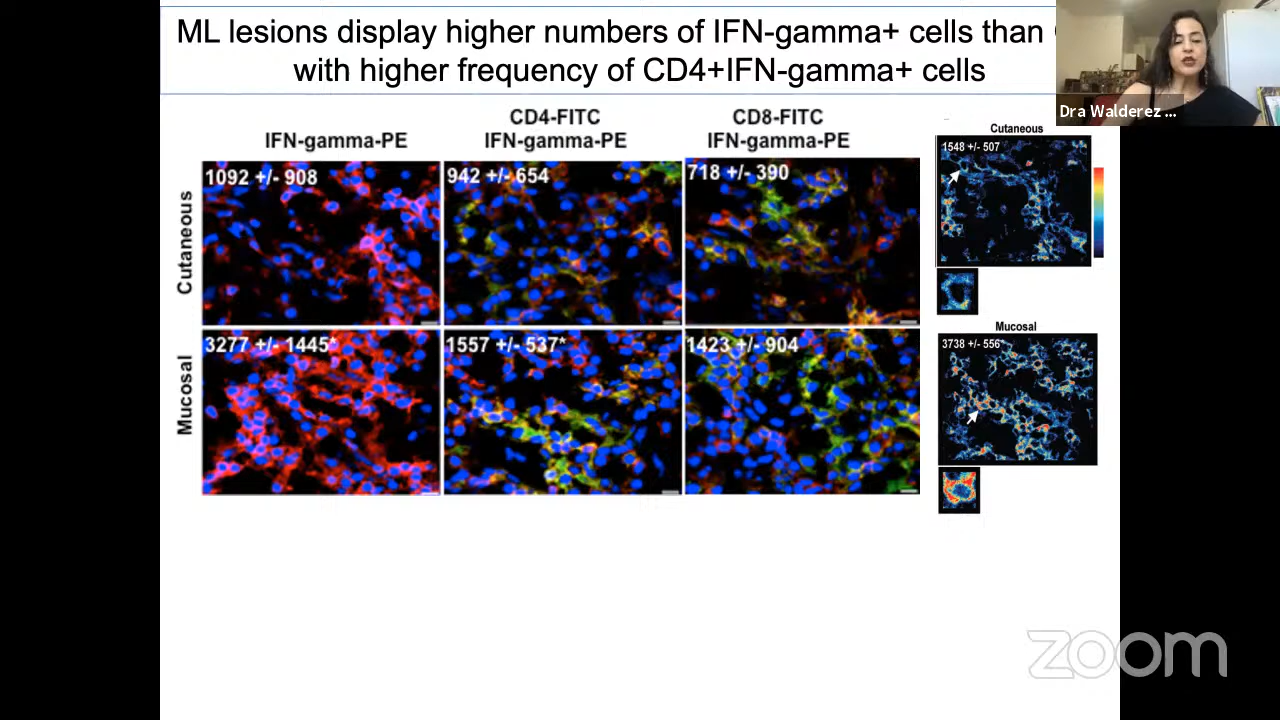 ML lesions display higher numbers of IFN-gamma+ cells than
with higher frequency of CD4+IFN-gamma+ cells
Dra Walderez ...
IFN-gamma-PE
CD4-FITC
IFN-gamma-PE
CD8-FITC
IFN-gamma-PE
Cutaneous
1092 +/- 908
942 +/- 654
718 +/- 390
Mucosal
3277 +/- 1445*
1557 +/- 537*
1423 +/- 904
Cutaneous
1548 +/- 507
Mucosal
3738 +/- 556*
zoom